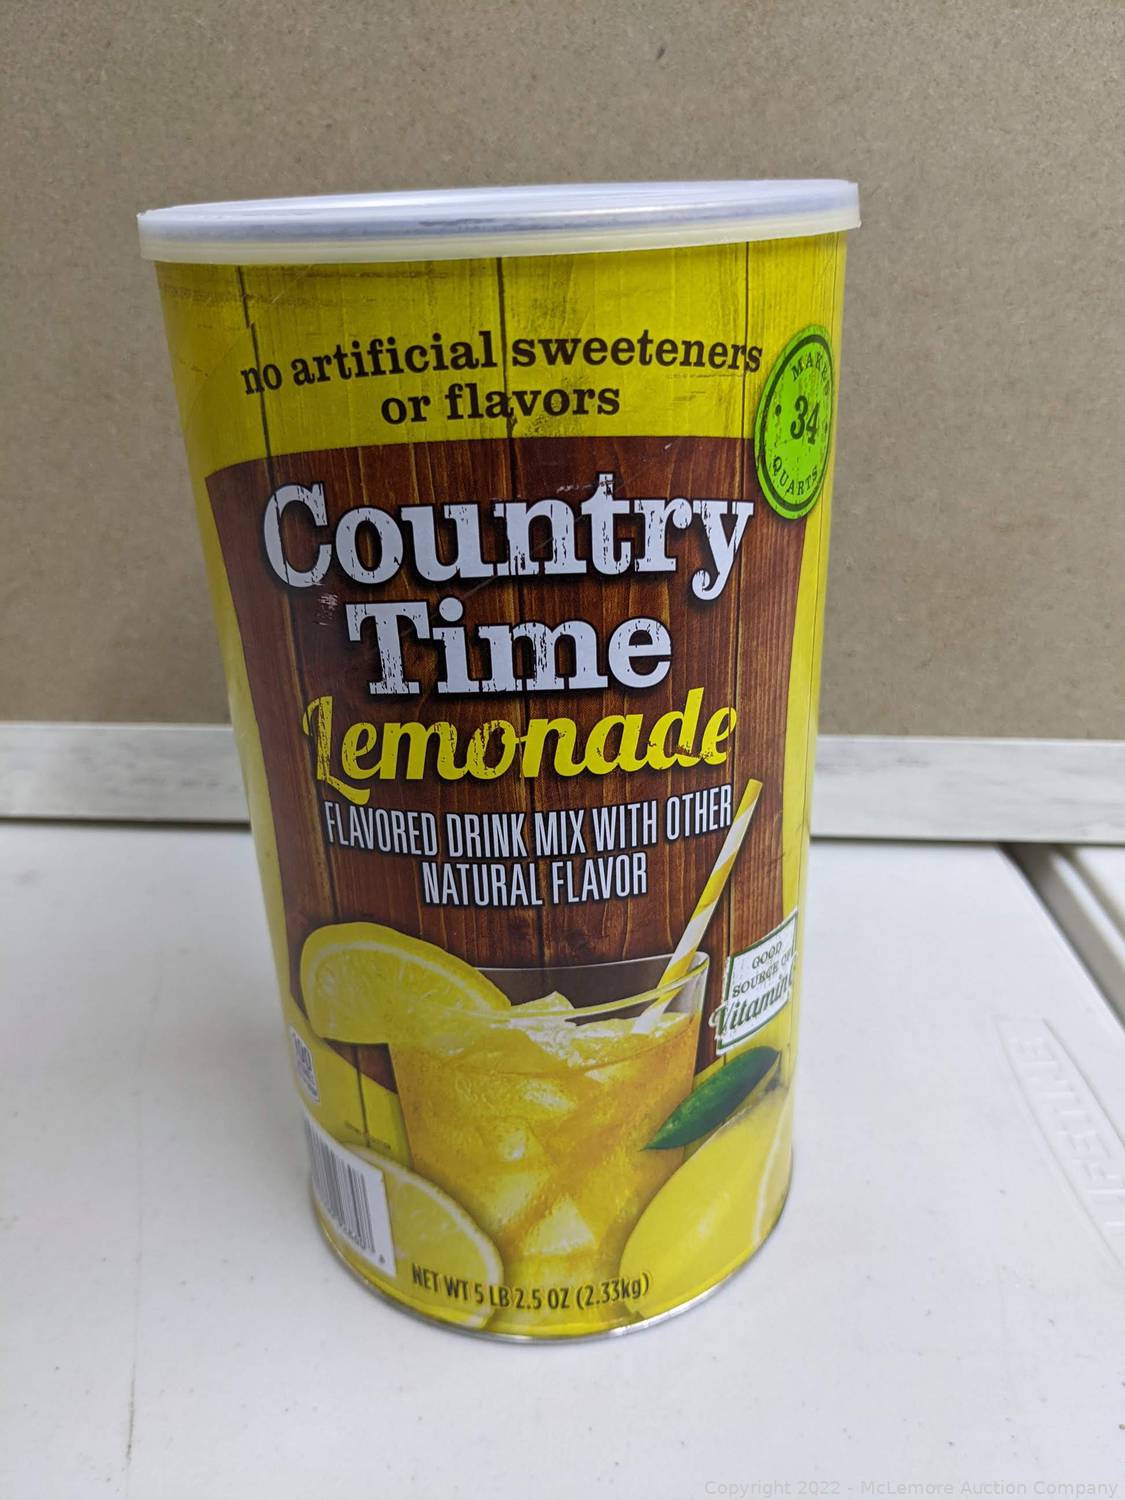 no artificial sweeteners
or flavors
MAKES
34
QUARTS
Country
Time
Lemonade
FLAVORED DRINK MIX WITH OTHER
NATURAL FLAVOR
GOOD
SOURCE OF
Vitamin C
100
NET WT 5 LB 2.5 OZ (2.33kg)
Copyright 2022 - McLemore Auction Company